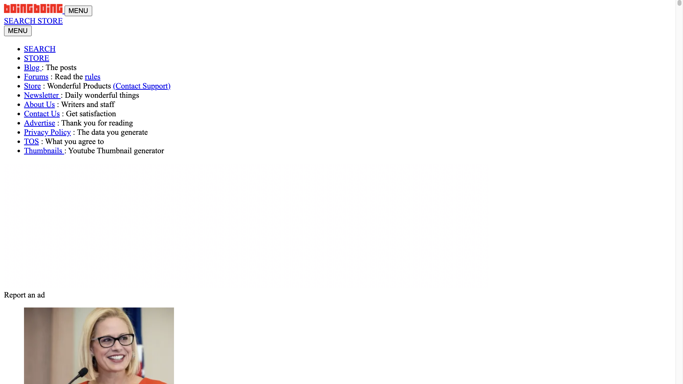 boingboing MENU
SEARCH STORE
MENU
SEARCH
STORE
Blog : The posts
Forums : Read the rules
Store : Wonderful Products (Contact Support)
Newsletter : Daily wonderful things
About Us : Writers and staff
Contact Us : Get satisfaction
Advertise : Thank you for reading
Privacy Policy : The data you generate
TOS : What you agree to
Thumbnails : Youtube Thumbnail generator
Report an ad